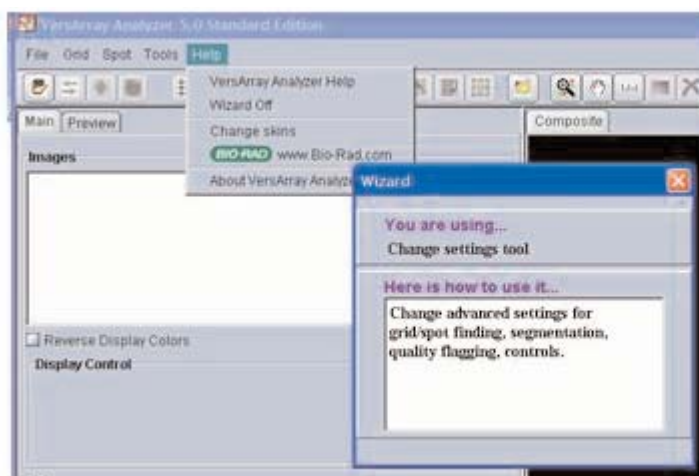 VersArray Analyzer 5.0 Standard Edition
File Grid Spot Tools Help
VersArray Analyzer Help
Wizard Off
Change skins
BIO-RAD www.Bio-Rad.com
About VersArray Analyze
Main Preview
Composite
Images
Wizard
You are using...
Change settings tool
Here is how to use it...
Change advanced settings for
grid/spot finding, segmentation,
quality flagging, controls.
Reverse Display Colors
Display Control